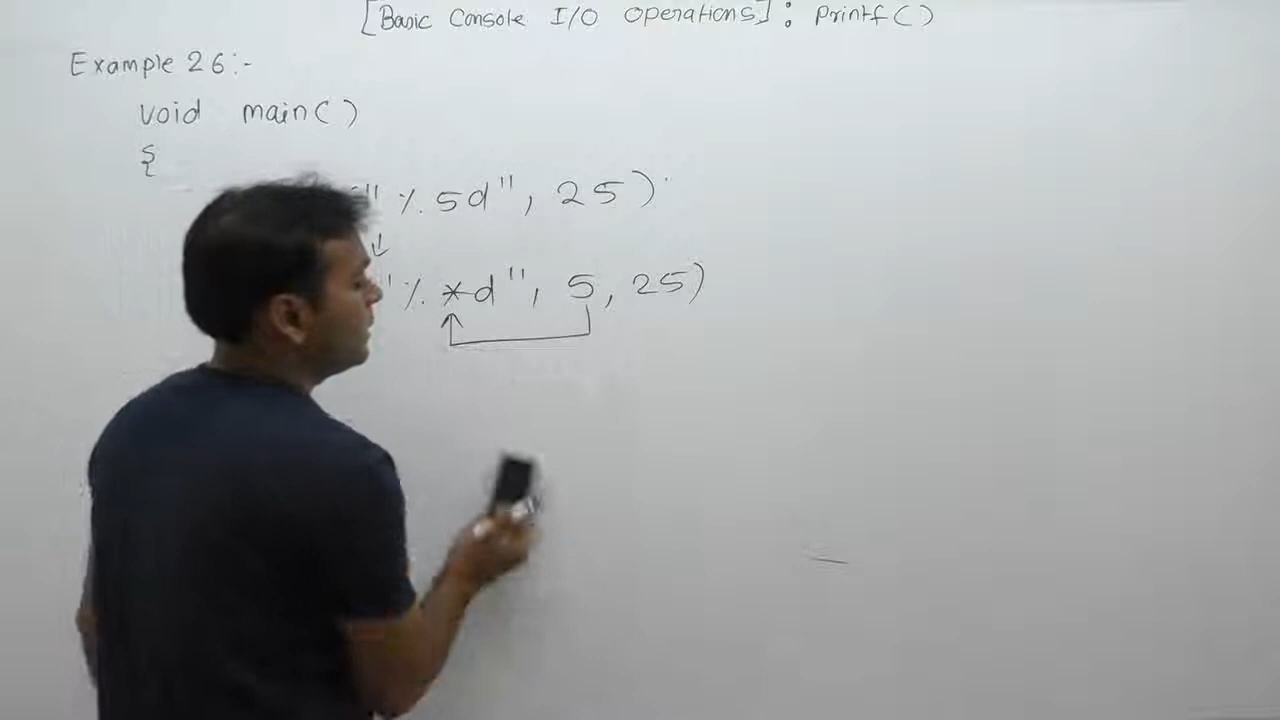 [Basic Console I/O Operations] : Printf()
Example 26:-
void main()
{
"%5d", 25)
"%*d", 5, 25)